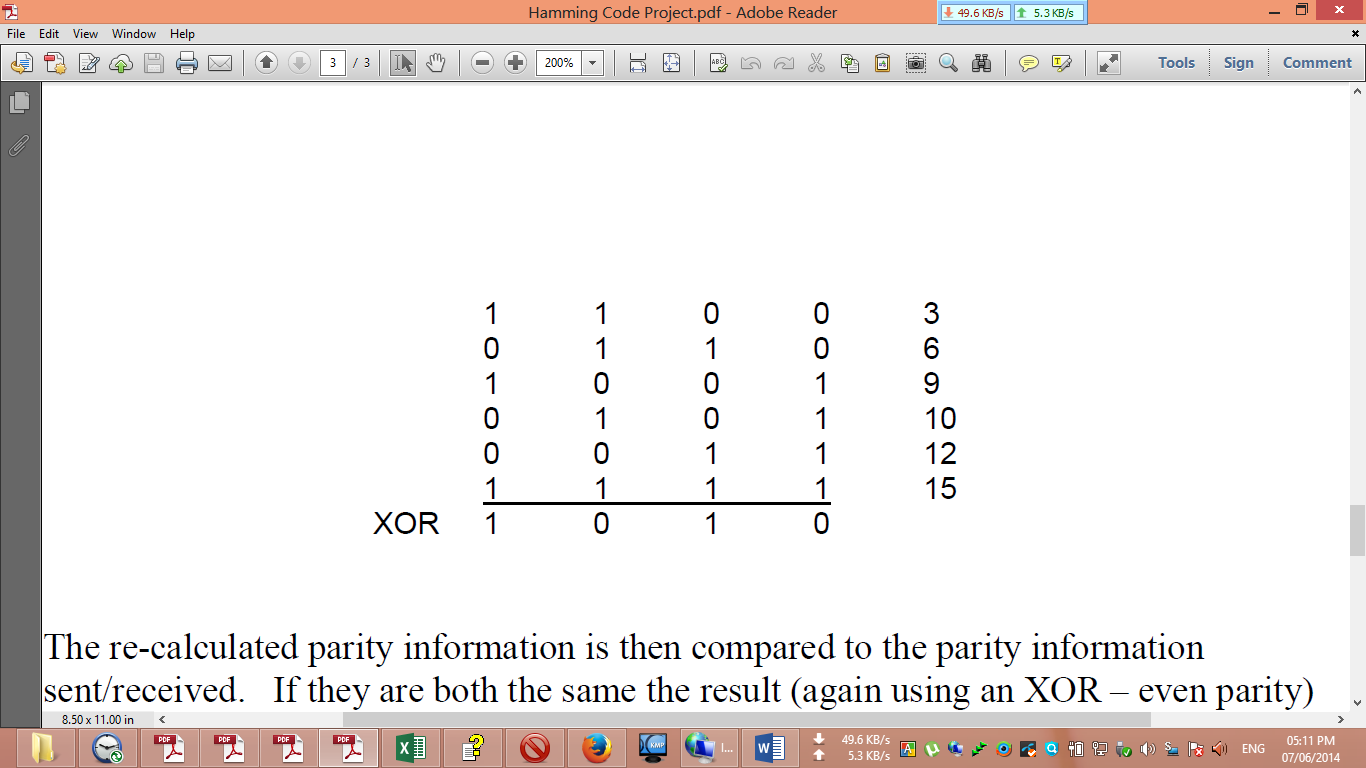 Hamming Code Project.pdf - Adobe Reader
49.6 KB/s 5.3 KB/s
File Edit View Window Help
3 / 3 200% Tools Sign Comment
1 1 0 0 3
0 1 1 0 6
1 0 0 1 9
0 1 0 1 10
0 0 1 1 12
1 1 1 1 15
XOR 1 0 1 0
The re-calculated parity information is then compared to the parity information
sent/received. If they are both the same the result (again using an XOR – even parity)
8.50 x 11.00 in
PDF PDF PDF PDF KMP I... 49.6 KB/s ENG 05:11 PM
5.3 KB/s 07/06/2014